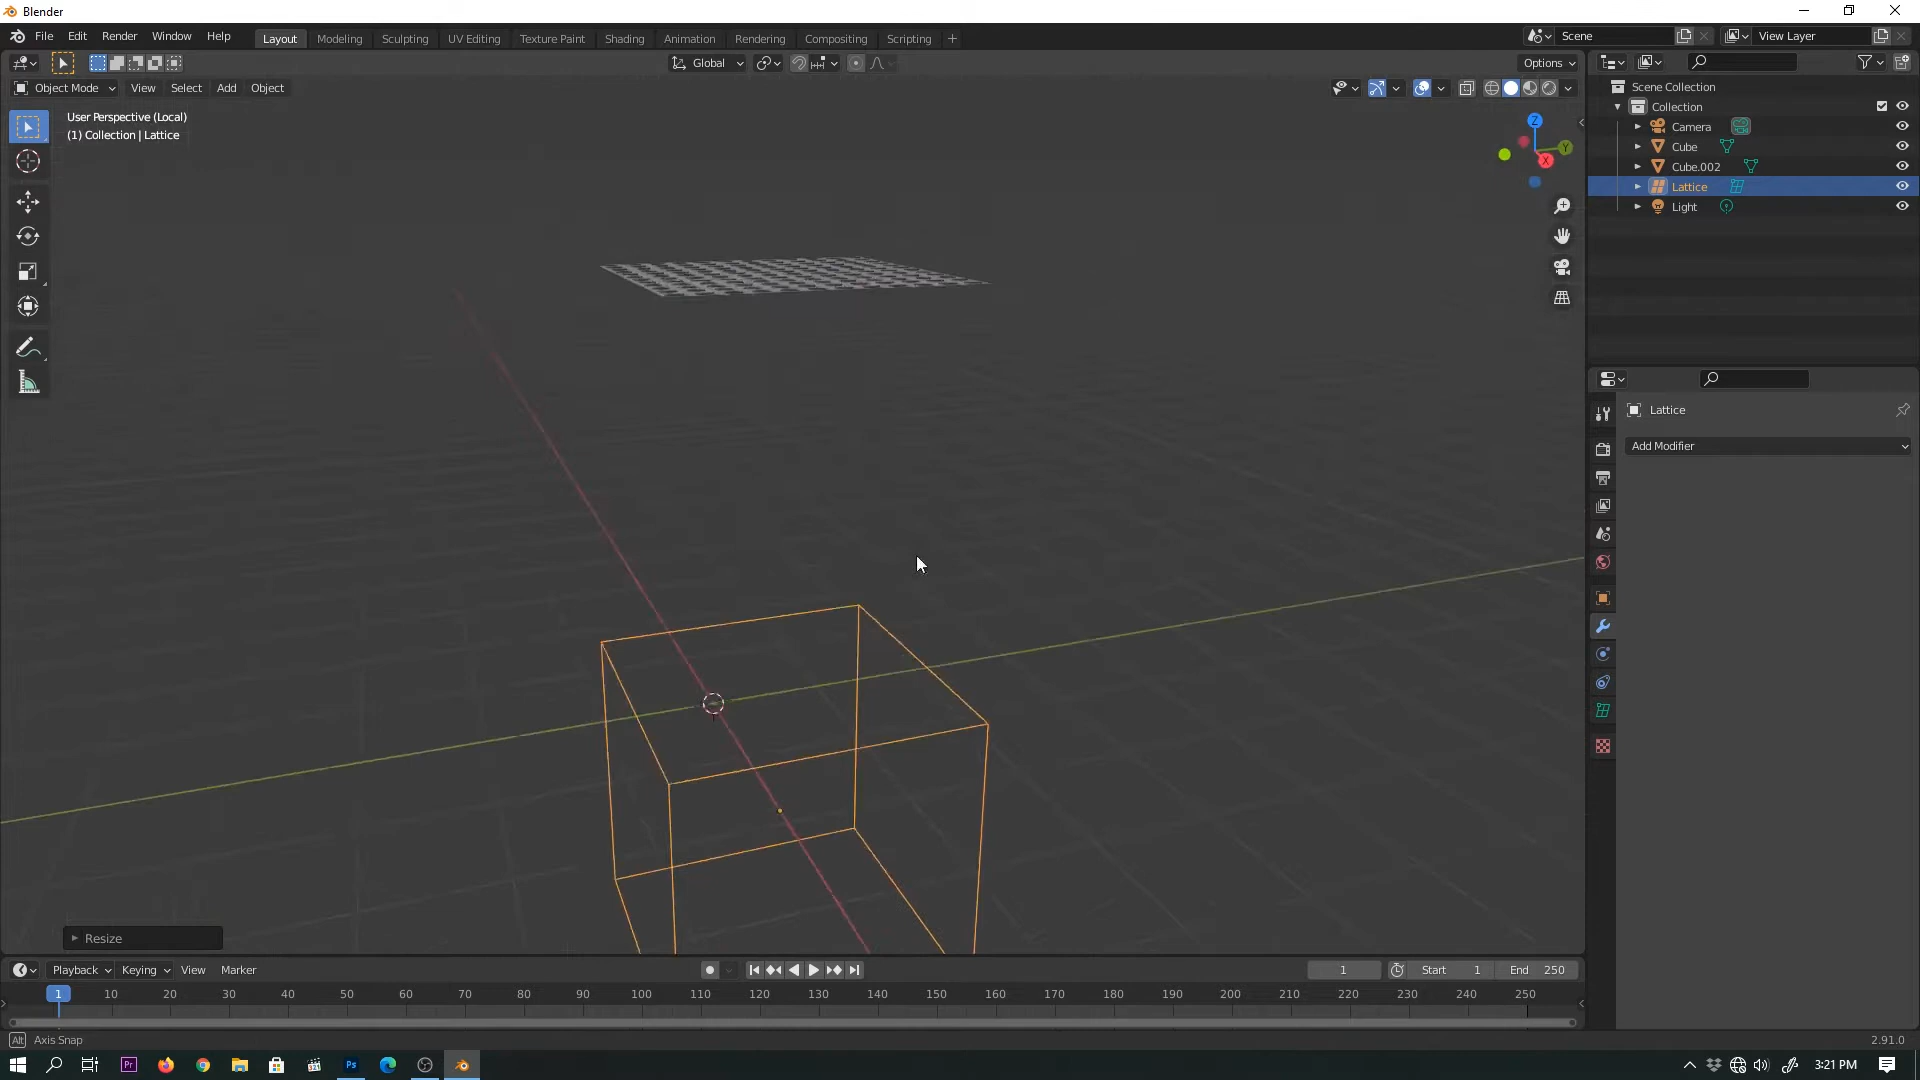 Blender
File Edit Render Window Help
Layout Modeling Sculpting UV Editing Texture Paint Shading Animation Rendering Compositing Scripting +
Scene
View Layer
Global
Options
Object Mode View Select Add Object
User Perspective (Local)
(1) Collection | Lattice
Z
Y
X
Scene Collection
Collection
Camera
Cube
Cube.002
Lattice
Light
Lattice
Add Modifier
Resize
Playback Keying View Marker
1
Start 1
End 250
1 10 20 30 40 50 60 70 80 90 100 110 120 130 140 150 160 170 180 190 200 210 220 230 240 250
Alt Axis Snap
2.91.0
Pr
Ps
3:21 PM